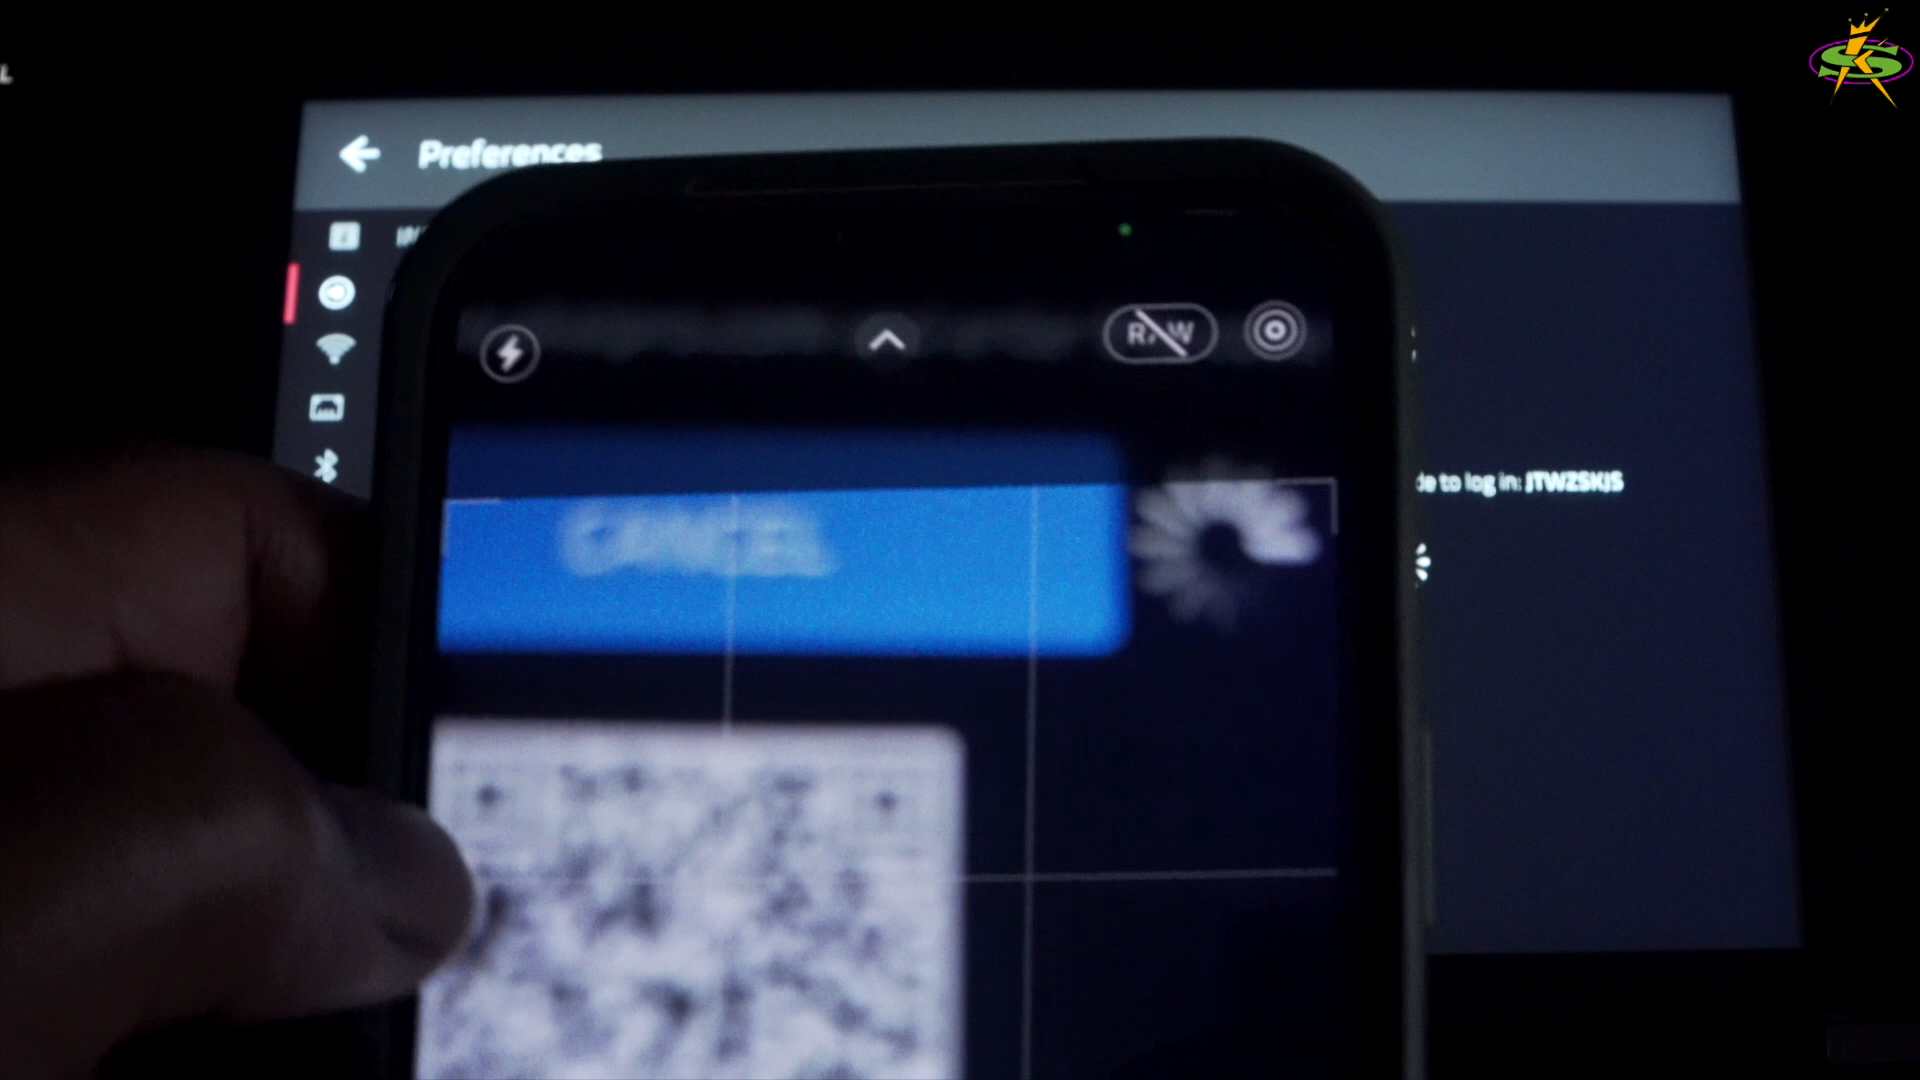 L
Preferences
RAW
de to log in: JTWZSKJS
CANCEL